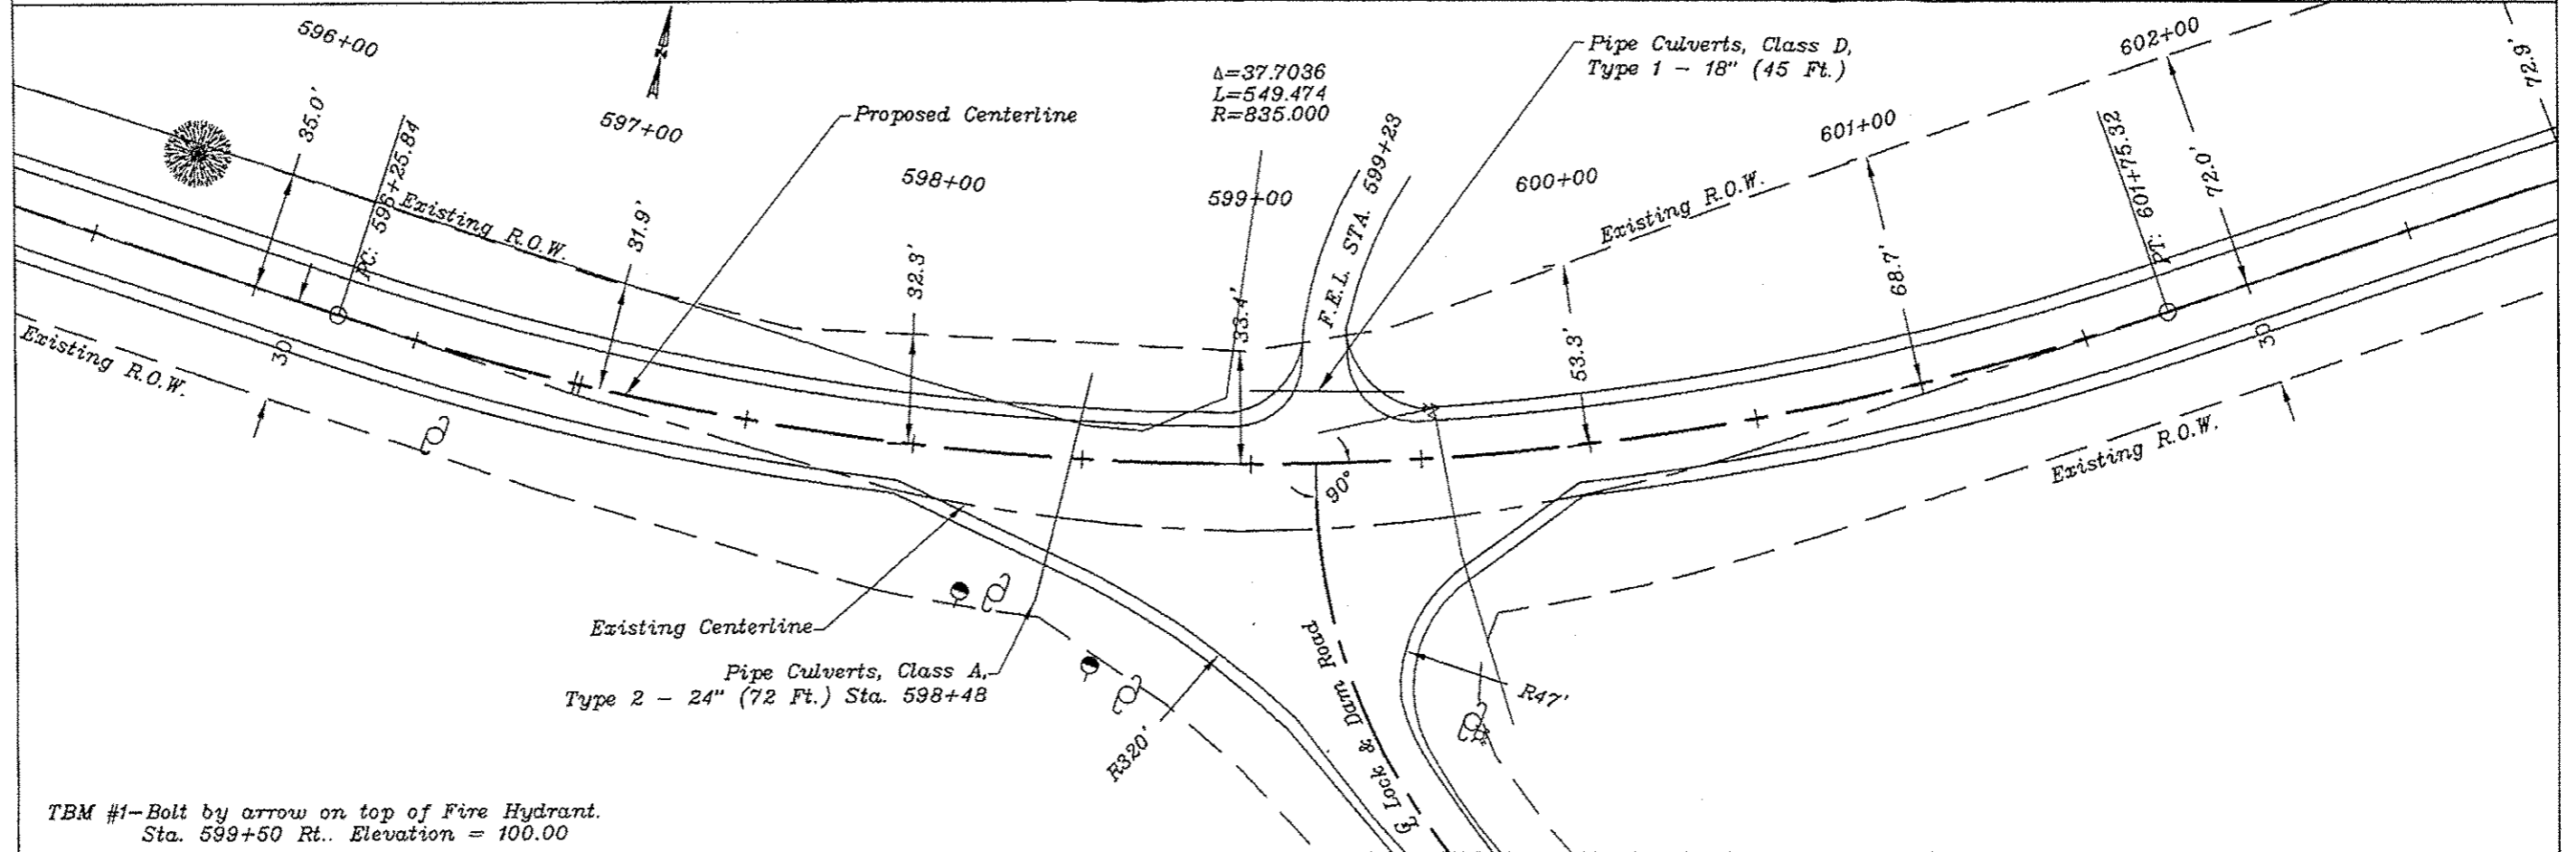 596+00
597+00
598+00
599+00
600+00
601+00
602+00
Δ=37.7036
L=549.474
R=835.000
Pipe Culverts, Class D,
Type 1 - 18" (45 Ft.)
Proposed Centerline
35.0'
PC: 596+25.84
Existing R.O.W.
31.9'
32.3'
33.4'
F.E.L. STA. 599+23
53.3'
Existing R.O.W.
68.7'
PT: 601+75.32
72.0'
72.9'
Existing R.O.W.
30
90°
30
Existing R.O.W.
Existing Centerline
Pipe Culverts, Class A,
Type 2 - 24" (72 Ft.) Sta. 598+48
R320'
℄ Lock & Dam Road
R47'
TBM #1-Bolt by arrow on top of Fire Hydrant.
Sta. 599+50 Rt.. Elevation = 100.00